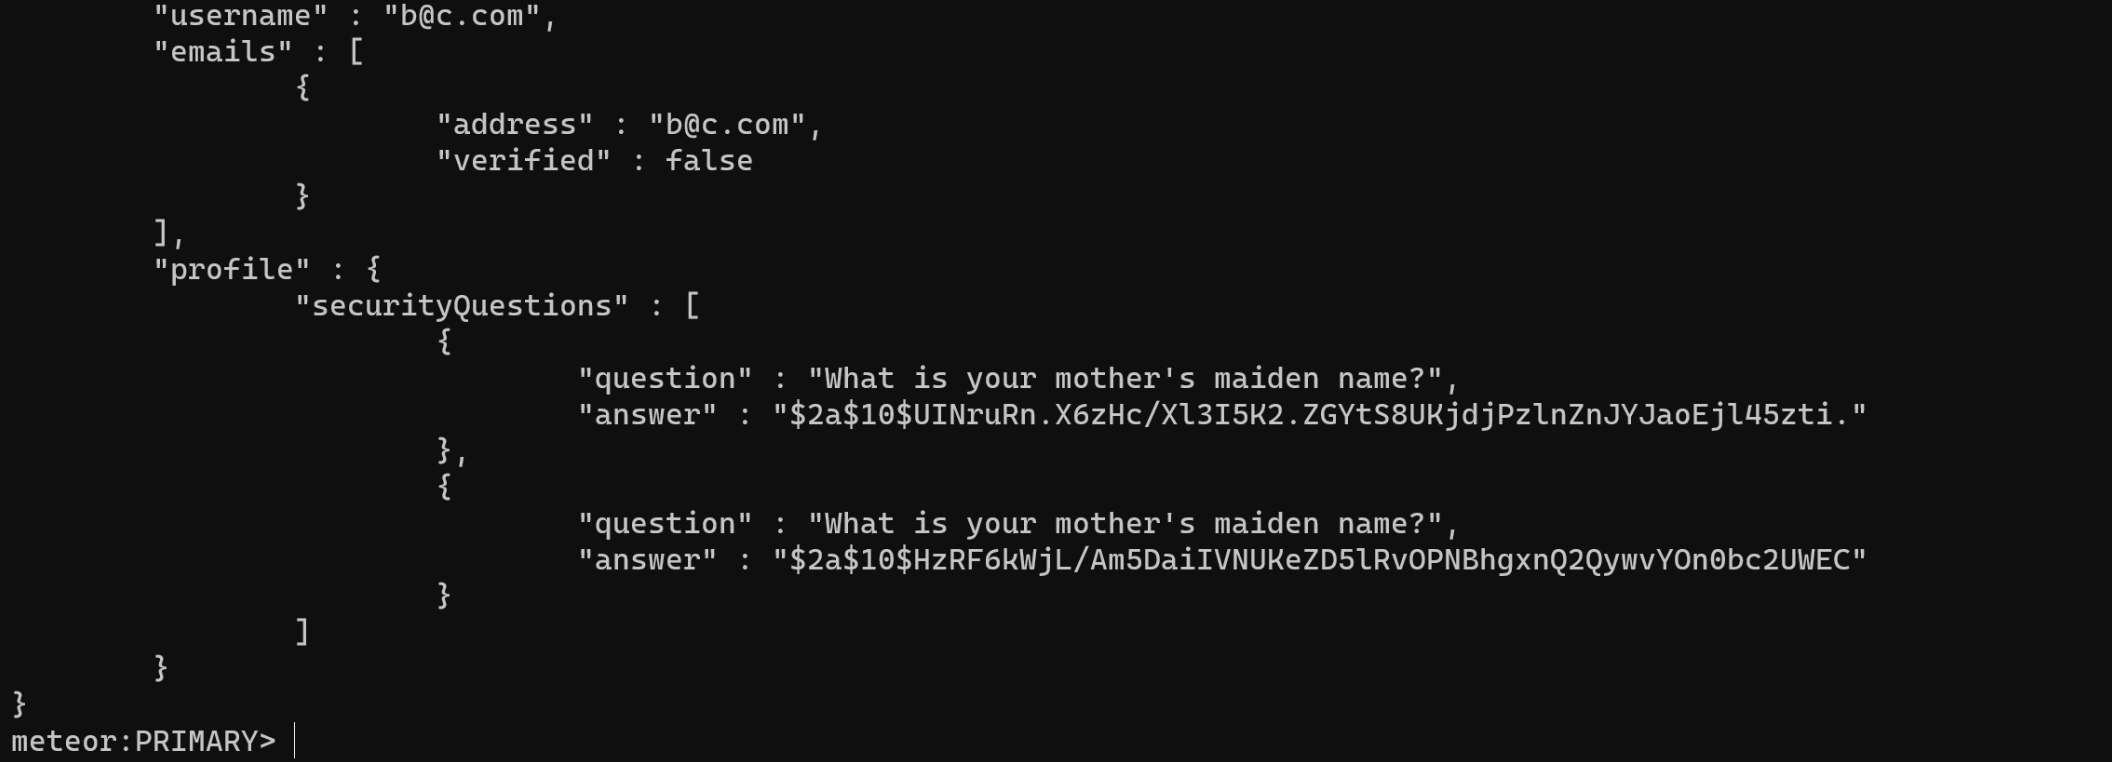 "username" : "b@c.com",
"emails" : [
{
"address" : "b@c.com",
"verified" : false
}
],
"profile" : {
"securityQuestions" : [
{
"question" : "What is your mother's maiden name?",
"answer" : "$2a$10$UINruRn.X6zHc/Xl3I5K2.ZGYtS8UKjdjPzlnZnJYJaoEjl45zti."
},
{
"question" : "What is your mother's maiden name?",
"answer" : "$2a$10$HzRF6kWjL/Am5DaiIVNUKeZD5lRvOPNBhgxnQ2QywvYOn0bc2UWEC"
}
]
}
}
meteor:PRIMARY>